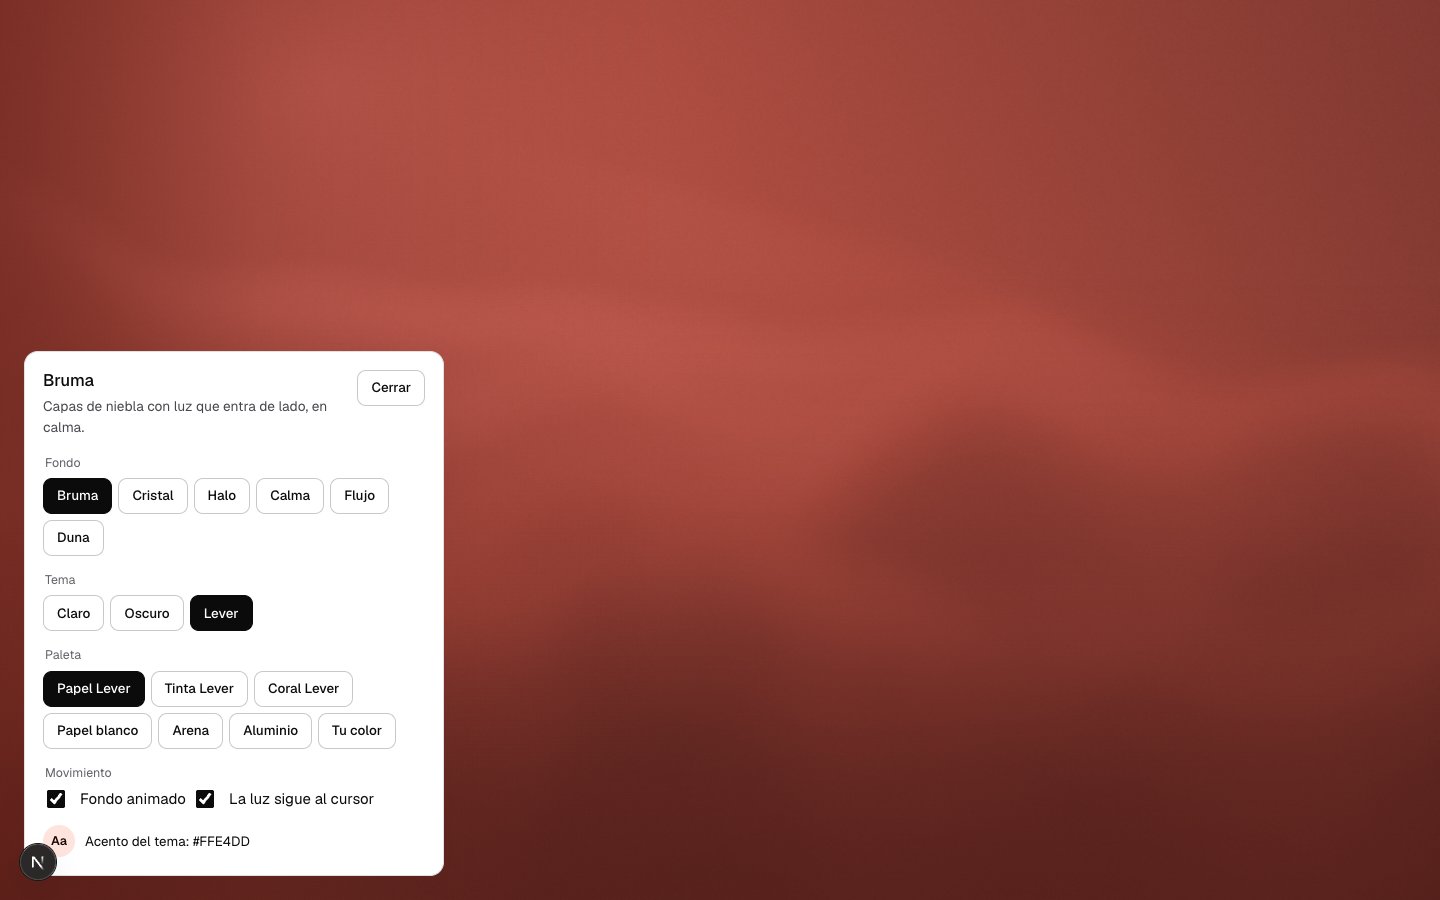 Bruma
Cerrar
Capas de niebla con luz que entra de lado, en
calma.
Fondo
Bruma Cristal Halo Calma Flujo
Duna
Tema
Claro Oscuro Lever
Paleta
Papel Lever Tinta Lever Coral Lever
Papel blanco Arena Aluminio Tu color
Movimiento
Fondo animado La luz sigue al cursor
Aa Acento del tema: #FFE4DD
N